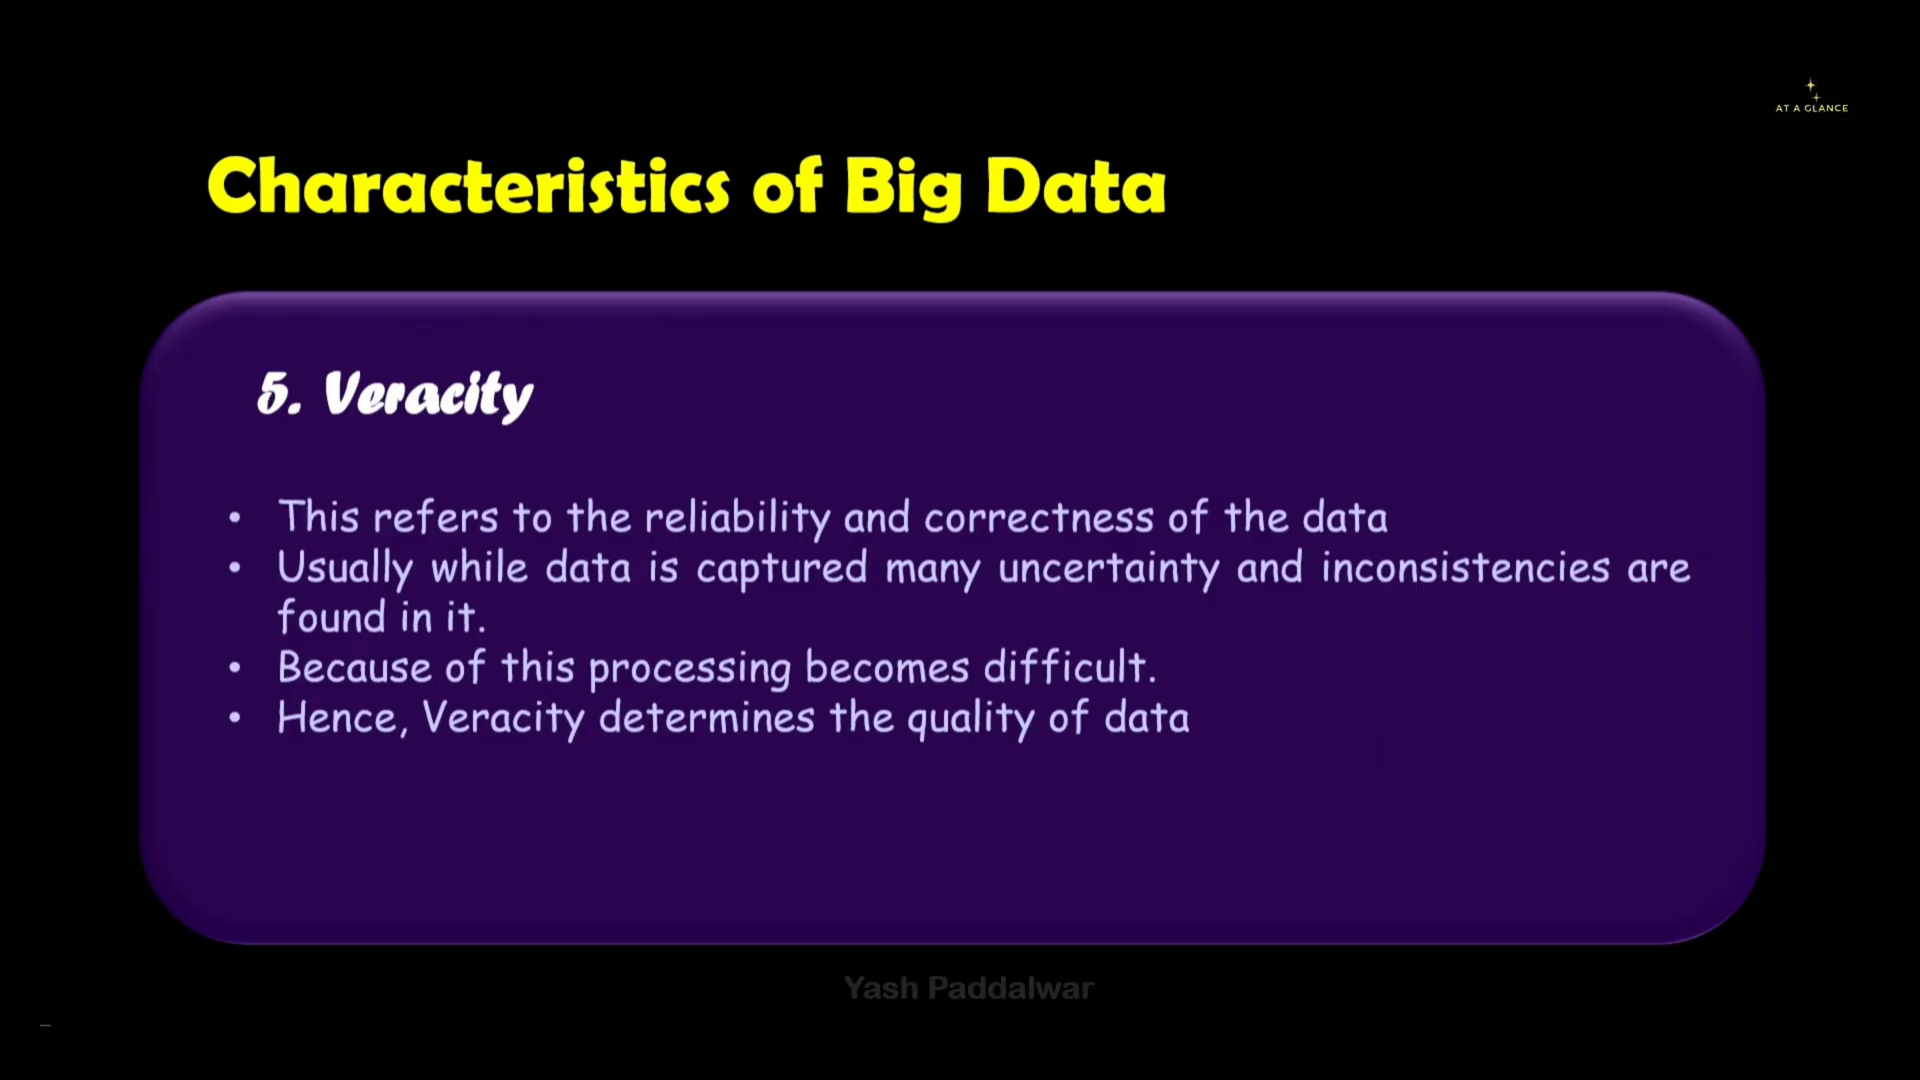 AT A GLANCE
Characteristics of Big Data
5. Veracity
• This refers to the reliability and correctness of the data
• Usually while data is captured many uncertainty and inconsistencies are
found in it.
• Because of this processing becomes difficult.
• Hence, Veracity determines the quality of data
Yash Paddalwar